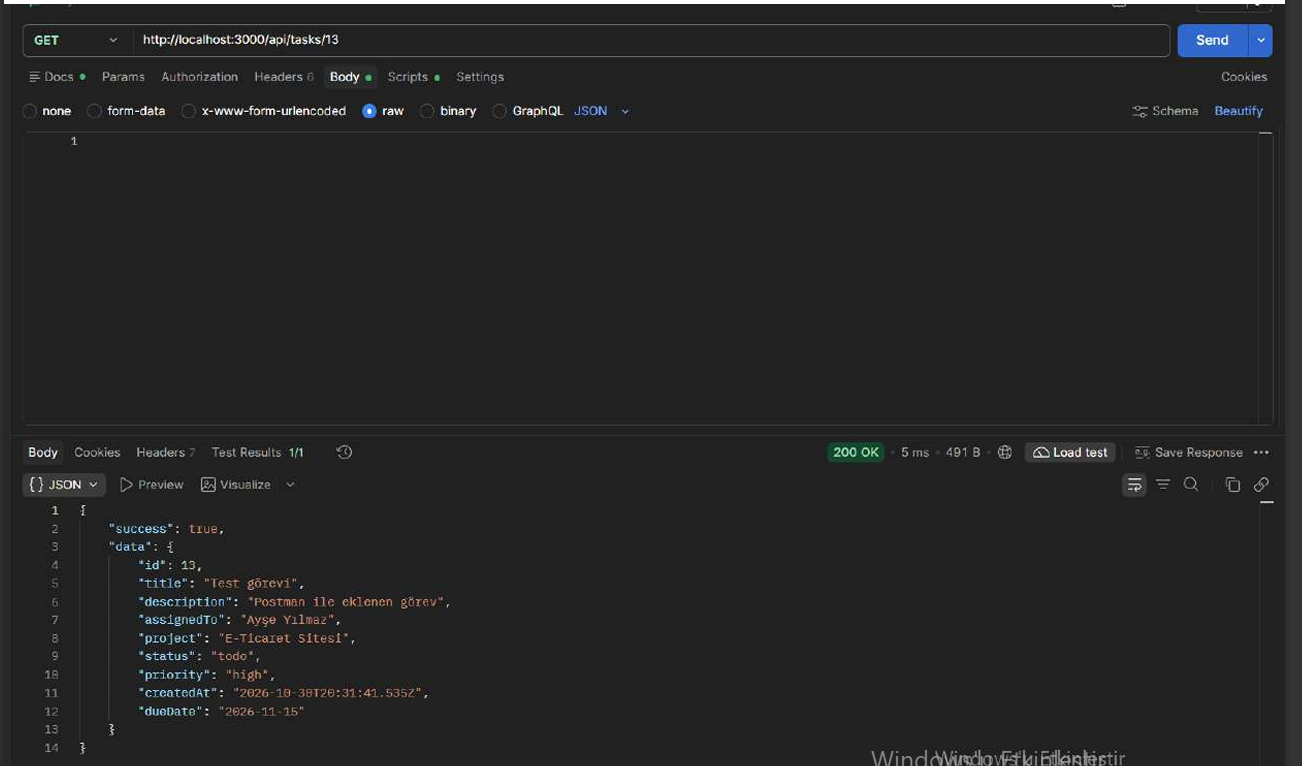 GET http://localhost:3000/api/tasks/13 Send
Docs Params Authorization Headers 6 Body Scripts Settings Cookies
none form-data x-www-form-urlencoded raw binary GraphQL JSON Schema Beautify
1
Body Cookies Headers 7 Test Results 1/1 200 OK 5 ms 491 B Load test Save Response
{} JSON Preview Visualize
1 {
2 "success": true,
3 "data": {
4 "id": 13,
5 "title": "Test görevi",
6 "description": "Postman ile eklenen görev",
7 "assignedTo": "Ayşe Yılmaz",
8 "project": "E-Ticaret Sitesi",
9 "status": "todo",
10 "priority": "high",
11 "createdAt": "2026-10-30T20:31:41.535Z",
12 "dueDate": "2026-11-15"
13 }
14 }